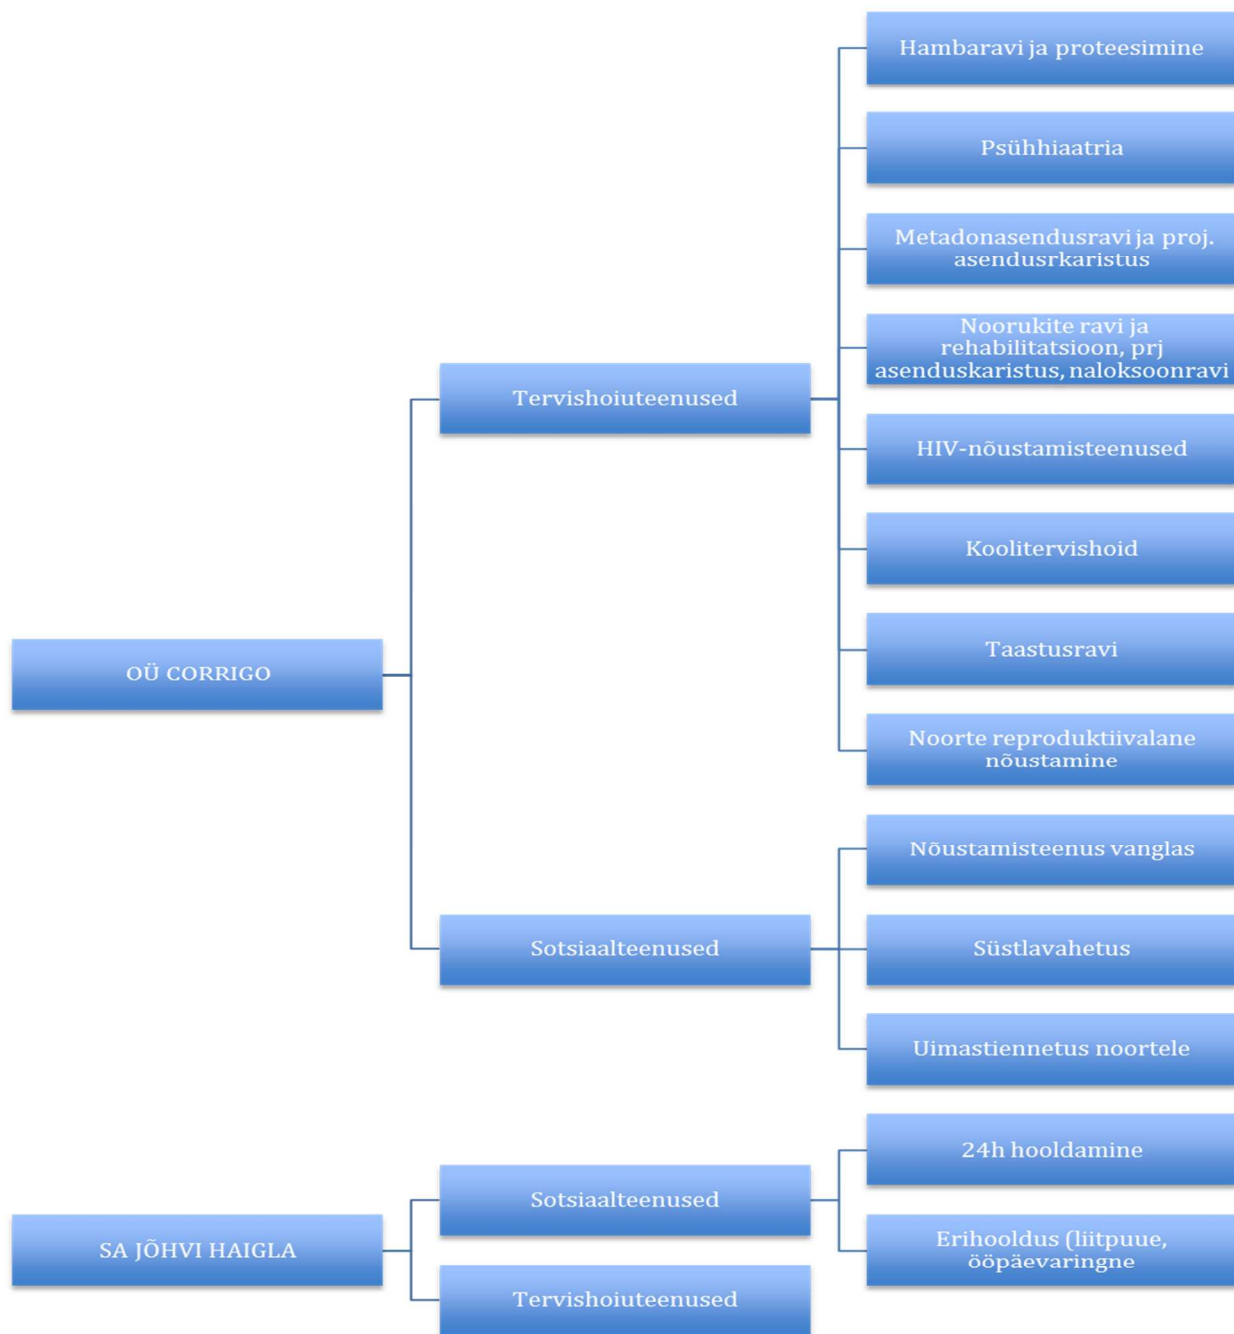 OÜ CORRIGO
Tervishoiuteenused
Hambaravi ja proteesimine
Psühhiaatria
Metadonasendusravi ja proj.
asendusrkaristus
Noorukite ravi ja
rehabilitatsioon, prj
asenduskaristus, naloksoonravi
HIV-nõustamisteenused
Koolitervishoid
Taastusravi
Noorte reproduktiivalane
nõustamine
Sotsiaalteenused
Nõustamisteenus vanglas
Süstlavahetus
Uimastiennetus noortele
SA JÕHVI HAIGLA
Sotsiaalteenused
24h hooldamine
Erihooldus (liitpuue,
ööpäevaringne
Tervishoiuteenused